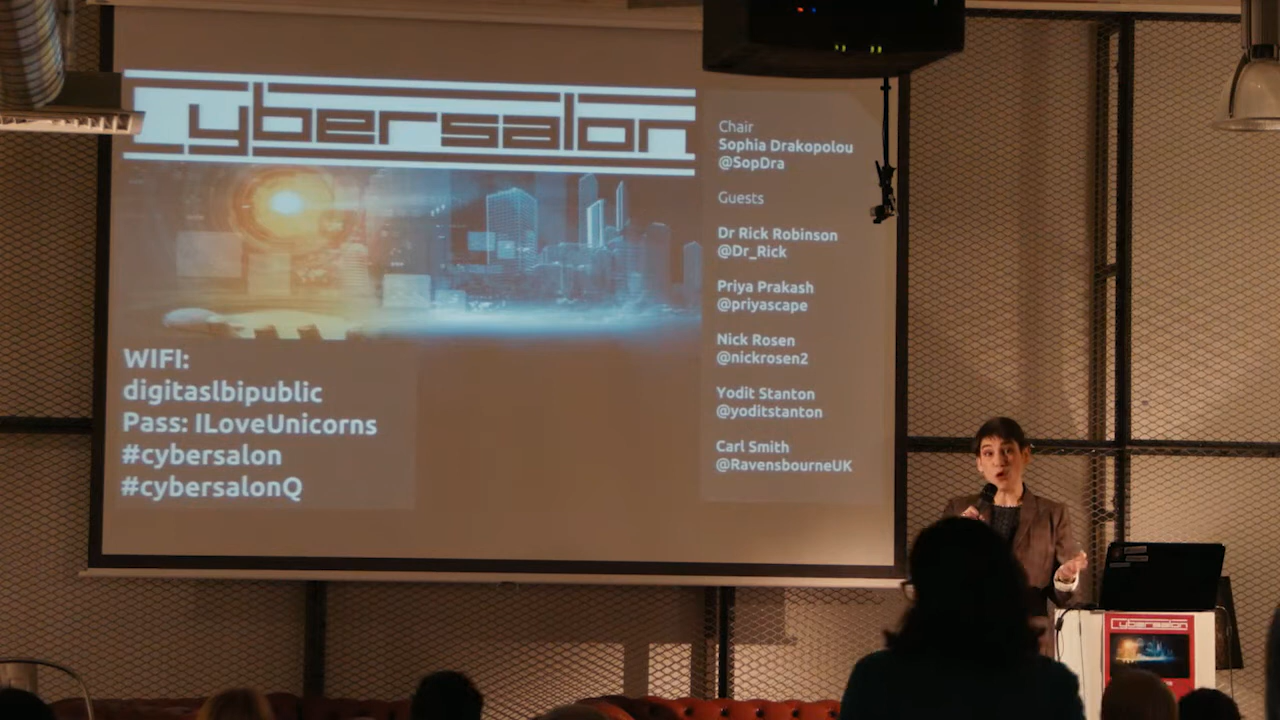 Cybersalon
WIFI:
digitaslbipublic
Pass: ILoveUnicorns
#cybersalon
#cybersalonQ
Chair
Sophia Drakopolou
@SopDra
Guests
Dr Rick Robinson
@Dr_Rick
Priya Prakash
@priyascape
Nick Rosen
@nickrosen2
Yodit Stanton
@yoditstanton
Carl Smith
@RavensbourneUK
Cybersalon